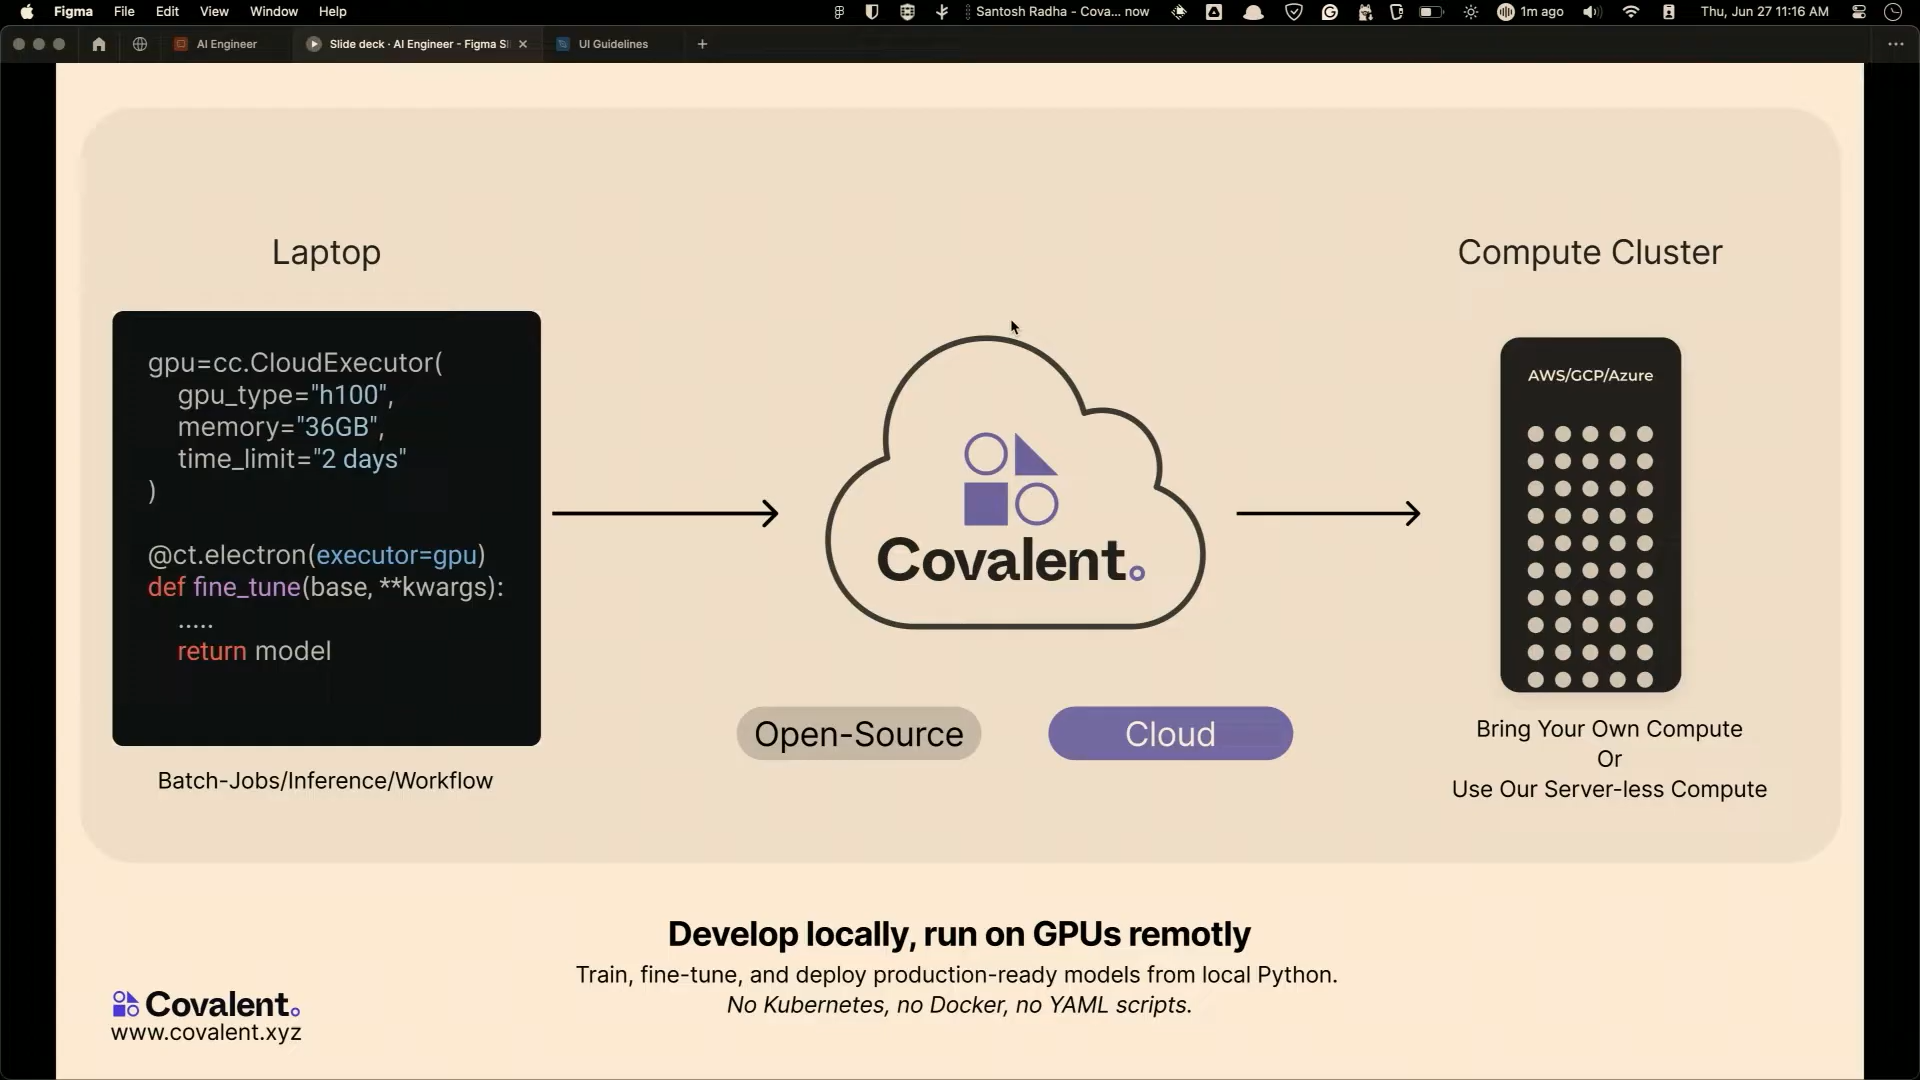 Figma File Edit View Window Help
Santosh Radha - Cova... now
1m ago
Thu, Jun 27 11:16 AM
AI Engineer
Slide deck · AI Engineer - Figma Sl
UI Guidelines
Laptop
Compute Cluster
gpu=cc.CloudExecutor(
gpu_type="h100",
memory="36GB",
time_limit="2 days"
)
@ct.electron(executor=gpu)
def fine_tune(base, **kwargs):
.....
return model
Batch-Jobs/Inference/Workflow
Covalent
Open-Source
Cloud
AWS/GCP/Azure
Bring Your Own Compute
Or
Use Our Server-less Compute
Develop locally, run on GPUs remotly
Train, fine-tune, and deploy production-ready models from local Python.
No Kubernetes, no Docker, no YAML scripts.
Covalent
www.covalent.xyz